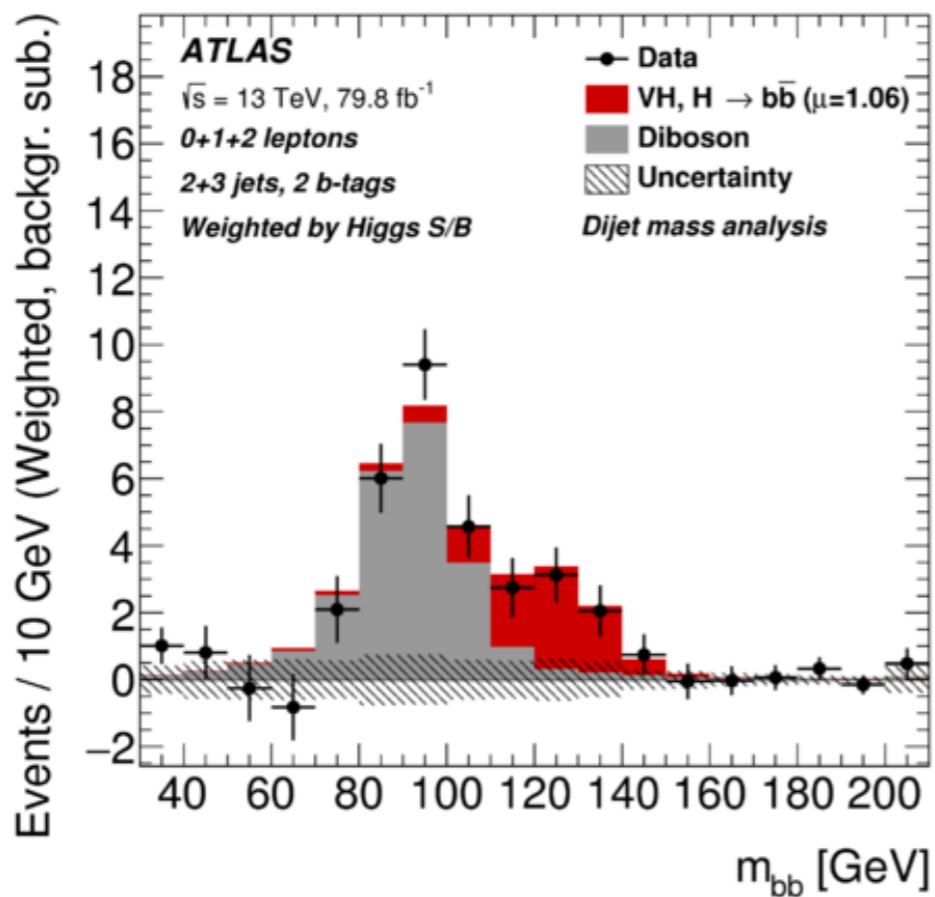 Events / 10 GeV (Weighted, backgr. sub.)
ATLAS
√s = 13 TeV, 79.8 fb⁻¹
0+1+2 leptons
2+3 jets, 2 b-tags
Weighted by Higgs S/B
Data
VH, H → bb̄ (μ=1.06)
Diboson
Uncertainty
Dijet mass analysis
18
16
14
12
10
8
6
4
2
0
−2
40 60 80 100 120 140 160 180 200
m_bb [GeV]